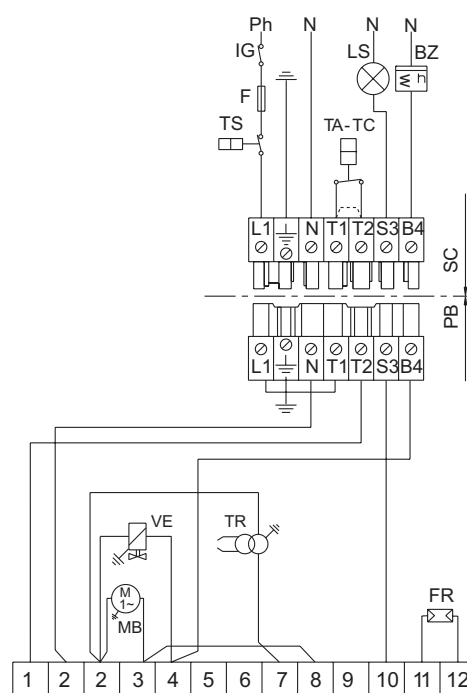 Ph N N N
IG LS BZ
W h
F
TS TA-TC
L1 N T1 T2 S3 B4
SC
PB
L1 N T1 T2 S3 B4
VE TR
M
1~
MB
FR
1 2 2 3 4 5 6 7 8 9 10 11 12